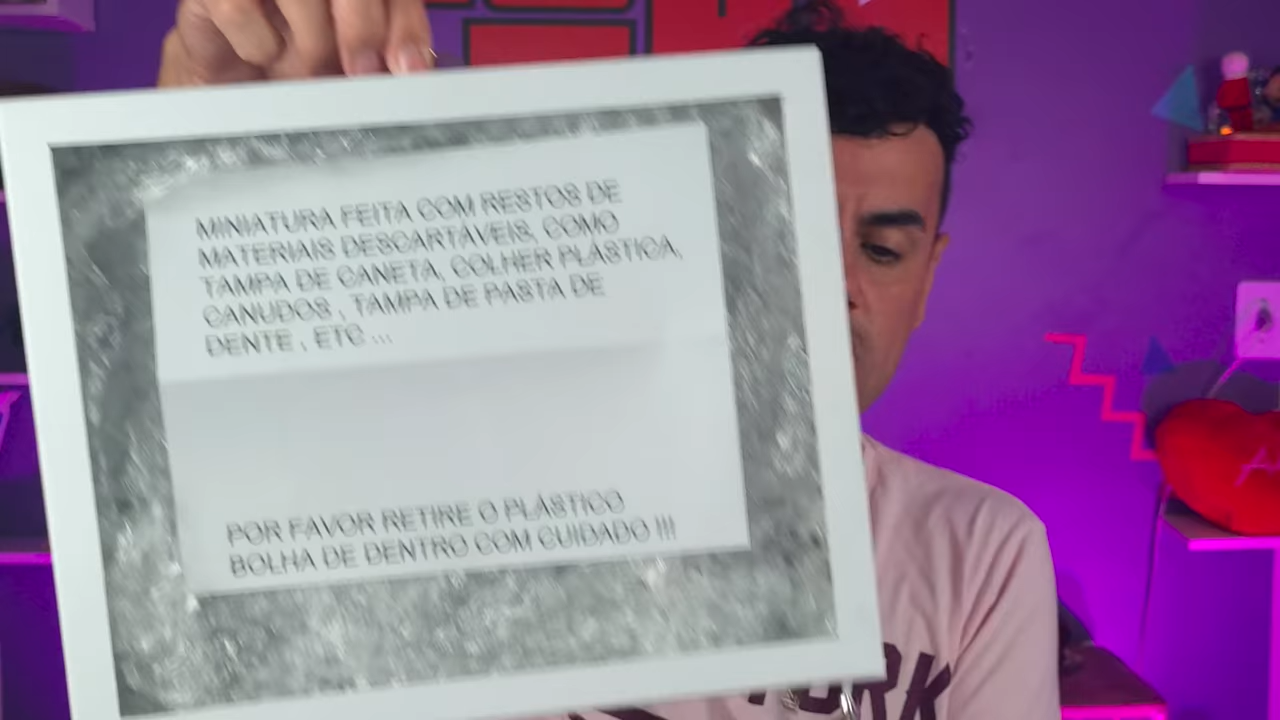 MINIATURA FEITA COM RESTOS DE
MATERIAIS DESCARTÁVEIS, COMO
TAMPA DE CANETA, COLHER PLÁSTICA,
CANUDOS , TAMPA DE PASTA DE
DENTE , ETC ...
POR FAVOR RETIRE O PLÁSTICO
BOLHA DE DENTRO COM CUIDADO !!!
YORK